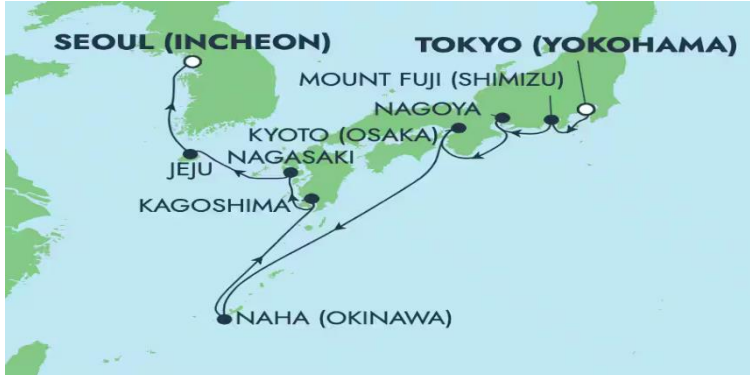 SEOUL (INCHEON)
TOKYO (YOKOHAMA)
MOUNT FUJI (SHIMIZU)
NAGOYA
KYOTO (OSAKA)
NAGASAKI
JEJU
KAGOSHIMA
NAHA (OKINAWA)